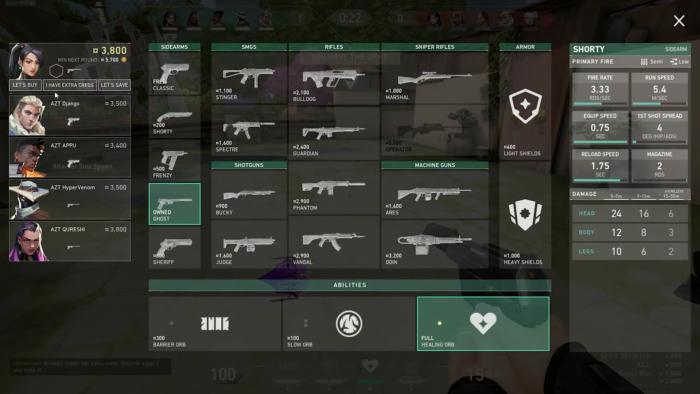 0:22
¤ 3,800
MIN NEXT ROUND: ¤ 5,700
LET'S BUY
I HAVE EXTRA CREDS
LET'S SAVE
AZT Django
¤ 3,500
AZT APPU
¤ 3,400
AZT HyperVenom
¤ 3,500
AZT QURESHI
¤ 3,800
SIDEARMS
FREE
CLASSIC
¤200
SHORTY
¤500
FRENZY
OWNED
GHOST
SHERIFF
SMGS
¤1,100
STINGER
¤1,600
SPECTRE
SHOTGUNS
¤900
BUCKY
¤1,600
JUDGE
RIFLES
¤2,100
BULLDOG
¤2,400
GUARDIAN
¤2,900
PHANTOM
¤2,900
VANDAL
SNIPER RIFLES
¤1,000
MARSHAL
OPERATOR
MACHINE GUNS
¤1,600
ARES
¤3,200
ODIN
ARMOR
¤400
LIGHT SHIELDS
¤1,000
HEAVY SHIELDS
ABILITIES
¤300
BARRIER ORB
¤100
SLOW ORB
FULL
HEALING ORB
SHORTY
SIDEARM
PRIMARY FIRE
Semi
Low
FIRE RATE
3.33
RDS/SEC
RUN SPEED
5.4
M/SEC
EQUIP SPEED
0.75
SEC
1ST SHOT SPREAD
4
DEG (HIP/ADS)
RELOAD SPEED
1.75
SEC
MAGAZINE
2
RDS
DAMAGE
HEAD 24 16 6
BODY 12 8 3
LEGS 10 6 2
100